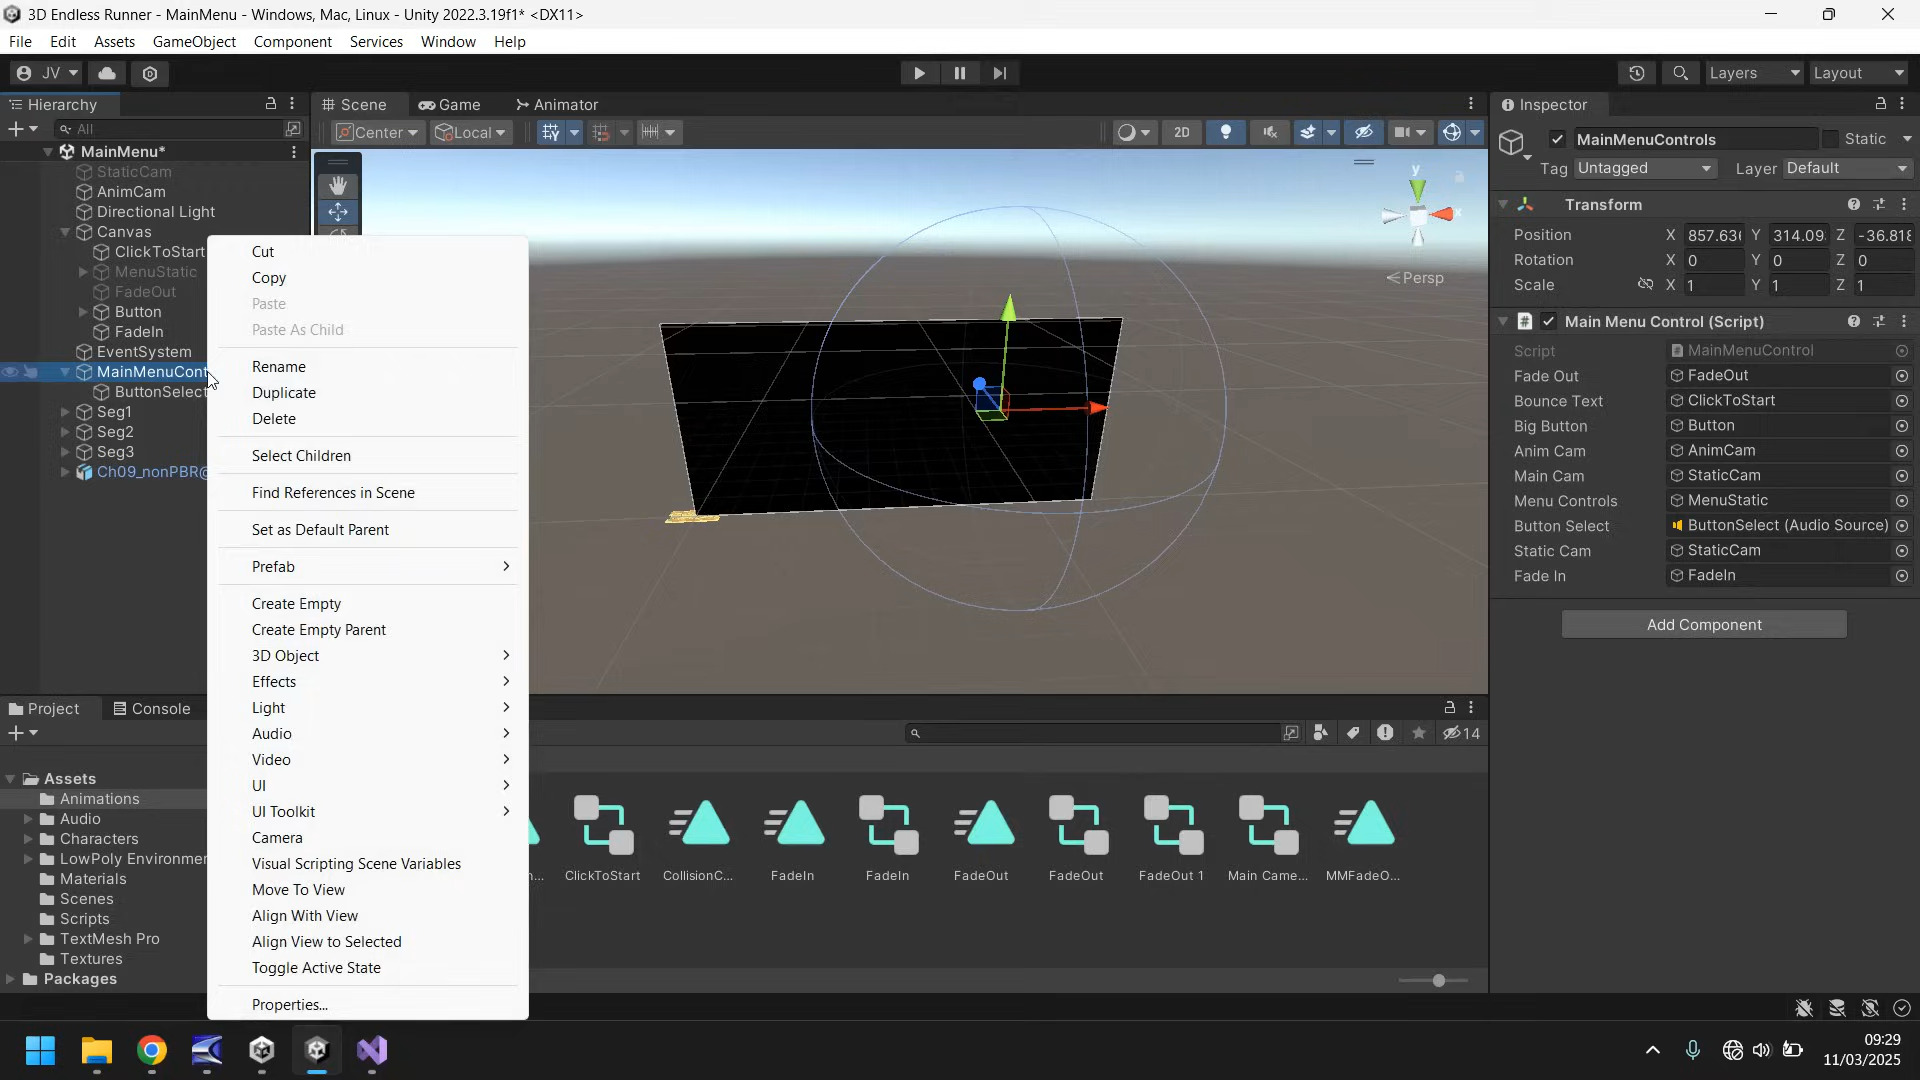 3D Endless Runner - MainMenu - Windows, Mac, Linux - Unity 2022.3.19f1* <DX11>
File Edit Assets GameObject Component Services Window Help
JV Layers Layout
Hierarchy
All
MainMenu*
StaticCam
AnimCam
Directional Light
Canvas
ClickToStart
MenuStatic
FadeOut
Button
FadeIn
EventSystem
MainMenuCont
ButtonSelect
Seg1
Seg2
Seg3
Ch09_nonPBR@
Cut
Copy
Paste
Paste As Child
Rename
Duplicate
Delete
Select Children
Find References in Scene
Set as Default Parent
Prefab
Create Empty
Create Empty Parent
3D Object
Effects
Light
Audio
Video
UI
UI Toolkit
Camera
Visual Scripting Scene Variables
Move To View
Align With View
Align View to Selected
Toggle Active State
Properties...
Scene Game Animator
Center Local 2D
y
x
Persp
Inspector
MainMenuControls Static
Tag Untagged Layer Default
Transform
Position X 857.63 Y 314.09 Z -36.818
Rotation X 0 Y 0 Z 0
Scale X 1 Y 1 Z 1
# Main Menu Control (Script)
Script MainMenuControl
Fade Out FadeOut
Bounce Text ClickToStart
Big Button Button
Anim Cam AnimCam
Main Cam StaticCam
Menu Controls MenuStatic
Button Select ButtonSelect (Audio Source)
Static Cam StaticCam
Fade In FadeIn
Add Component
Project Console
14
Assets
Animations
Audio
Characters
LowPoly Environmen
Materials
Scenes
Scripts
TextMesh Pro
Textures
Packages
ClickToStart CollisionC... FadeIn FadeIn FadeOut FadeOut FadeOut 1 Main Came... MMFadeO...
09:29
11/03/2025